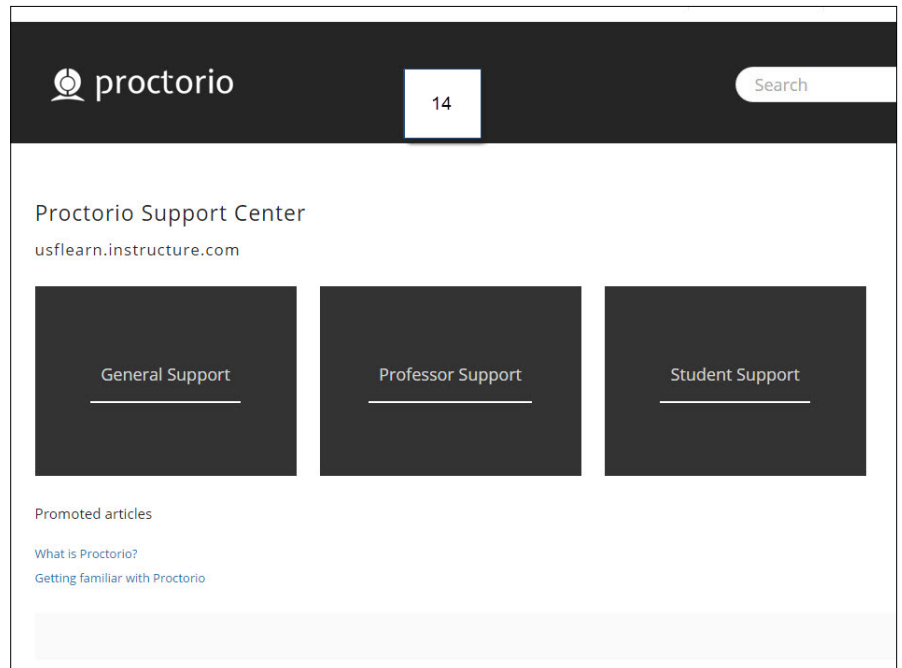 proctorio
14
Search
Proctorio Support Center
usflearn.instructure.com
General Support
Professor Support
Student Support
Promoted articles
What is Proctorio?
Getting familiar with Proctorio